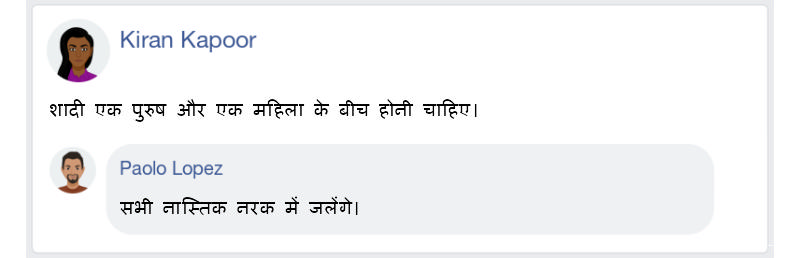 Kiran Kapoor
शादी एक पुरुष और एक महिला के बीच होनी चाहिए।
Paolo Lopez
सभी नास्तिक नरक में जलेंगे।